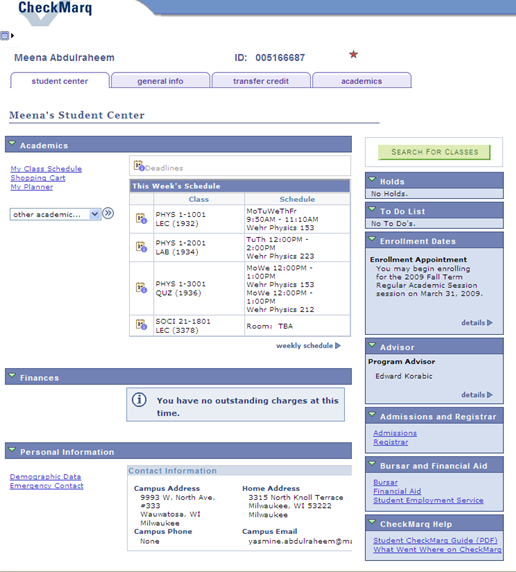 CheckMarq
Meena Abdulraheem
ID: 005166687
student center
general info
transfer credit
academics
Meena's Student Center
Academics
My Class Schedule
Shopping Cart
My Planner
other academic...
Deadlines
This Week's Schedule
Class
Schedule
PHYS 1-1001
LEC (1932)
MoTuWeThFr
9:50AM - 11:10AM
Wehr Physics 153
PHYS 1-2001
LAB (1934)
TuTh 12:00PM -
2:00PM
Wehr Physics 223
PHYS 1-3001
QUZ (1936)
MoWe 12:00PM -
1:00PM
Wehr Physics 153
MoWe 12:00PM -
1:00PM
Wehr Physics 212
SOCI 21-1801
LEC (3378)
Room: TBA
weekly schedule
Finances
You have no outstanding charges at this
time.
Personal Information
Demographic Data
Emergency Contact
Contact Information
Campus Address
9993 W. North Ave.
#333
Wauwatosa, WI
Milwaukee
Home Address
3315 North Knoll Terrace
Milwaukee, WI 53222
Milwaukee
Campus Phone
None
Campus Email
yasmine.abdulraheem@ma
SEARCH FOR CLASSES
Holds
No Holds.
To Do List
No To Do's.
Enrollment Dates
Enrollment Appointment
You may begin enrolling
for the 2009 Fall Term
Regular Academic Session
session on March 31, 2009.
details
Advisor
Program Advisor
Edward Korabic
details
Admissions and Registrar
Admissions
Registrar
Bursar and Financial Aid
Bursar
Financial Aid
Student Employment Service
CheckMarq Help
Student CheckMarq Guide (PDF)
What Went Where on CheckMarq